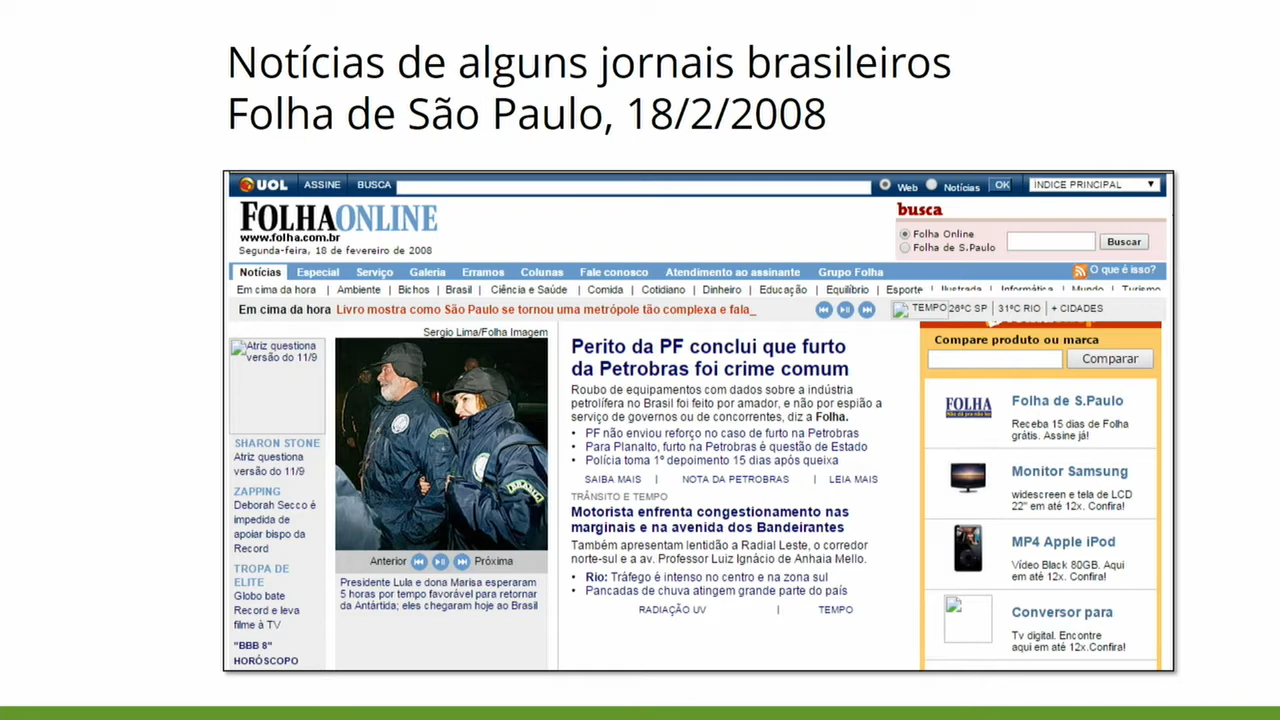 Notícias de alguns jornais brasileiros
Folha de São Paulo, 18/2/2008
UOL ASSINE BUSCA Web Notícias OK ÍNDICE PRINCIPAL
FOLHAONLINE
www.folha.com.br
Segunda-feira, 18 de fevereiro de 2008
busca
Folha Online
Folha de S.Paulo
Buscar
Notícias Especial Serviço Galeria Erramos Colunas Fale conosco Atendimento ao assinante Grupo Folha O que é isso?
Em cima da hora | Ambiente | Bichos | Brasil | Ciência e Saúde | Comida | Cotidiano | Dinheiro | Educação | Equilíbrio | Esporte | Ilustrada | Informática | Mundo | Turismo
Em cima da hora Livro mostra como São Paulo se tornou uma metrópole tão complexa e fala_
TEMPO 26ºC SP | 31ºC RIO | + CIDADES
Atriz questiona
versão do 11/9
SHARON STONE
Atriz questiona
versão do 11/9
ZAPPING
Deborah Secco é
impedida de
apoiar bispo da
Record
TROPA DE
ELITE
Globo bate
Record e leva
filme à TV
"BBB 8"
HORÓSCOPO
Sergio Lima/Folha Imagem
Anterior Próxima
Presidente Lula e dona Marisa esperaram
5 horas por tempo favorável para retornar
da Antártida; eles chegaram hoje ao Brasil
Perito da PF conclui que furto
da Petrobras foi crime comum
Roubo de equipamentos com dados sobre a indústria
petrolífera no Brasil foi feito por amador, e não por espião a
serviço de governos ou de concorrentes, diz a Folha.
• PF não enviou reforço no caso de furto na Petrobras
• Para Planalto, furto na Petrobras é questão de Estado
• Polícia toma 1º depoimento 15 dias após queixa
SAIBA MAIS | NOTA DA PETROBRAS | LEIA MAIS
TRÂNSITO E TEMPO
Motorista enfrenta congestionamento nas
marginais e na avenida dos Bandeirantes
Também apresentam lentidão a Radial Leste, o corredor
norte-sul e a av. Professor Luiz Ignácio de Anhaia Mello.
• Rio: Tráfego é intenso no centro e na zona sul
• Pancadas de chuva atingem grande parte do país
RADIAÇÃO UV | TEMPO
Compare produto ou marca
Comparar
FOLHA
Folha de S.Paulo
Receba 15 dias de Folha
grátis. Assine já!
Monitor Samsung
widescreen e tela de LCD
22" em até 12x. Confira!
MP4 Apple iPod
Vídeo Black 80GB. Aqui
em até 12x. Confira!
Conversor para
Tv digital. Encontre
aqui em até 12x.Confira!